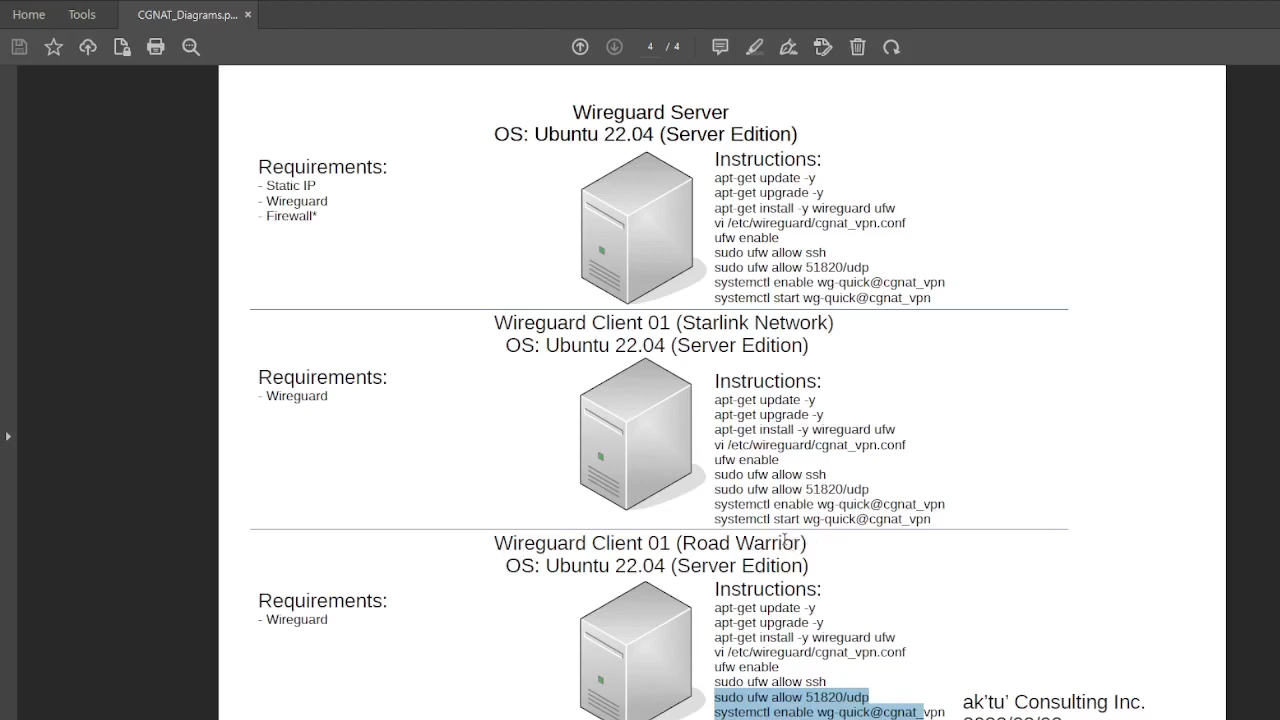 Home Tools CGNAT_Diagrams.p... ×
4 / 4
Wireguard Server
OS: Ubuntu 22.04 (Server Edition)
Requirements:
- Static IP
- Wireguard
- Firewall*
Instructions:
apt-get update -y
apt-get upgrade -y
apt-get install -y wireguard ufw
vi /etc/wireguard/cgnat_vpn.conf
ufw enable
sudo ufw allow ssh
sudo ufw allow 51820/udp
systemctl enable wg-quick@cgnat_vpn
systemctl start wg-quick@cgnat_vpn
Wireguard Client 01 (Starlink Network)
OS: Ubuntu 22.04 (Server Edition)
Requirements:
- Wireguard
Instructions:
apt-get update -y
apt-get upgrade -y
apt-get install -y wireguard ufw
vi /etc/wireguard/cgnat_vpn.conf
ufw enable
sudo ufw allow ssh
sudo ufw allow 51820/udp
systemctl enable wg-quick@cgnat_vpn
systemctl start wg-quick@cgnat_vpn
Wireguard Client 01 (Road Warrior)
OS: Ubuntu 22.04 (Server Edition)
Requirements:
- Wireguard
Instructions:
apt-get update -y
apt-get upgrade -y
apt-get install -y wireguard ufw
vi /etc/wireguard/cgnat_vpn.conf
ufw enable
sudo ufw allow ssh
sudo ufw allow 51820/udp
systemctl enable wg-quick@cgnat_vpn
ak'tu' Consulting Inc.